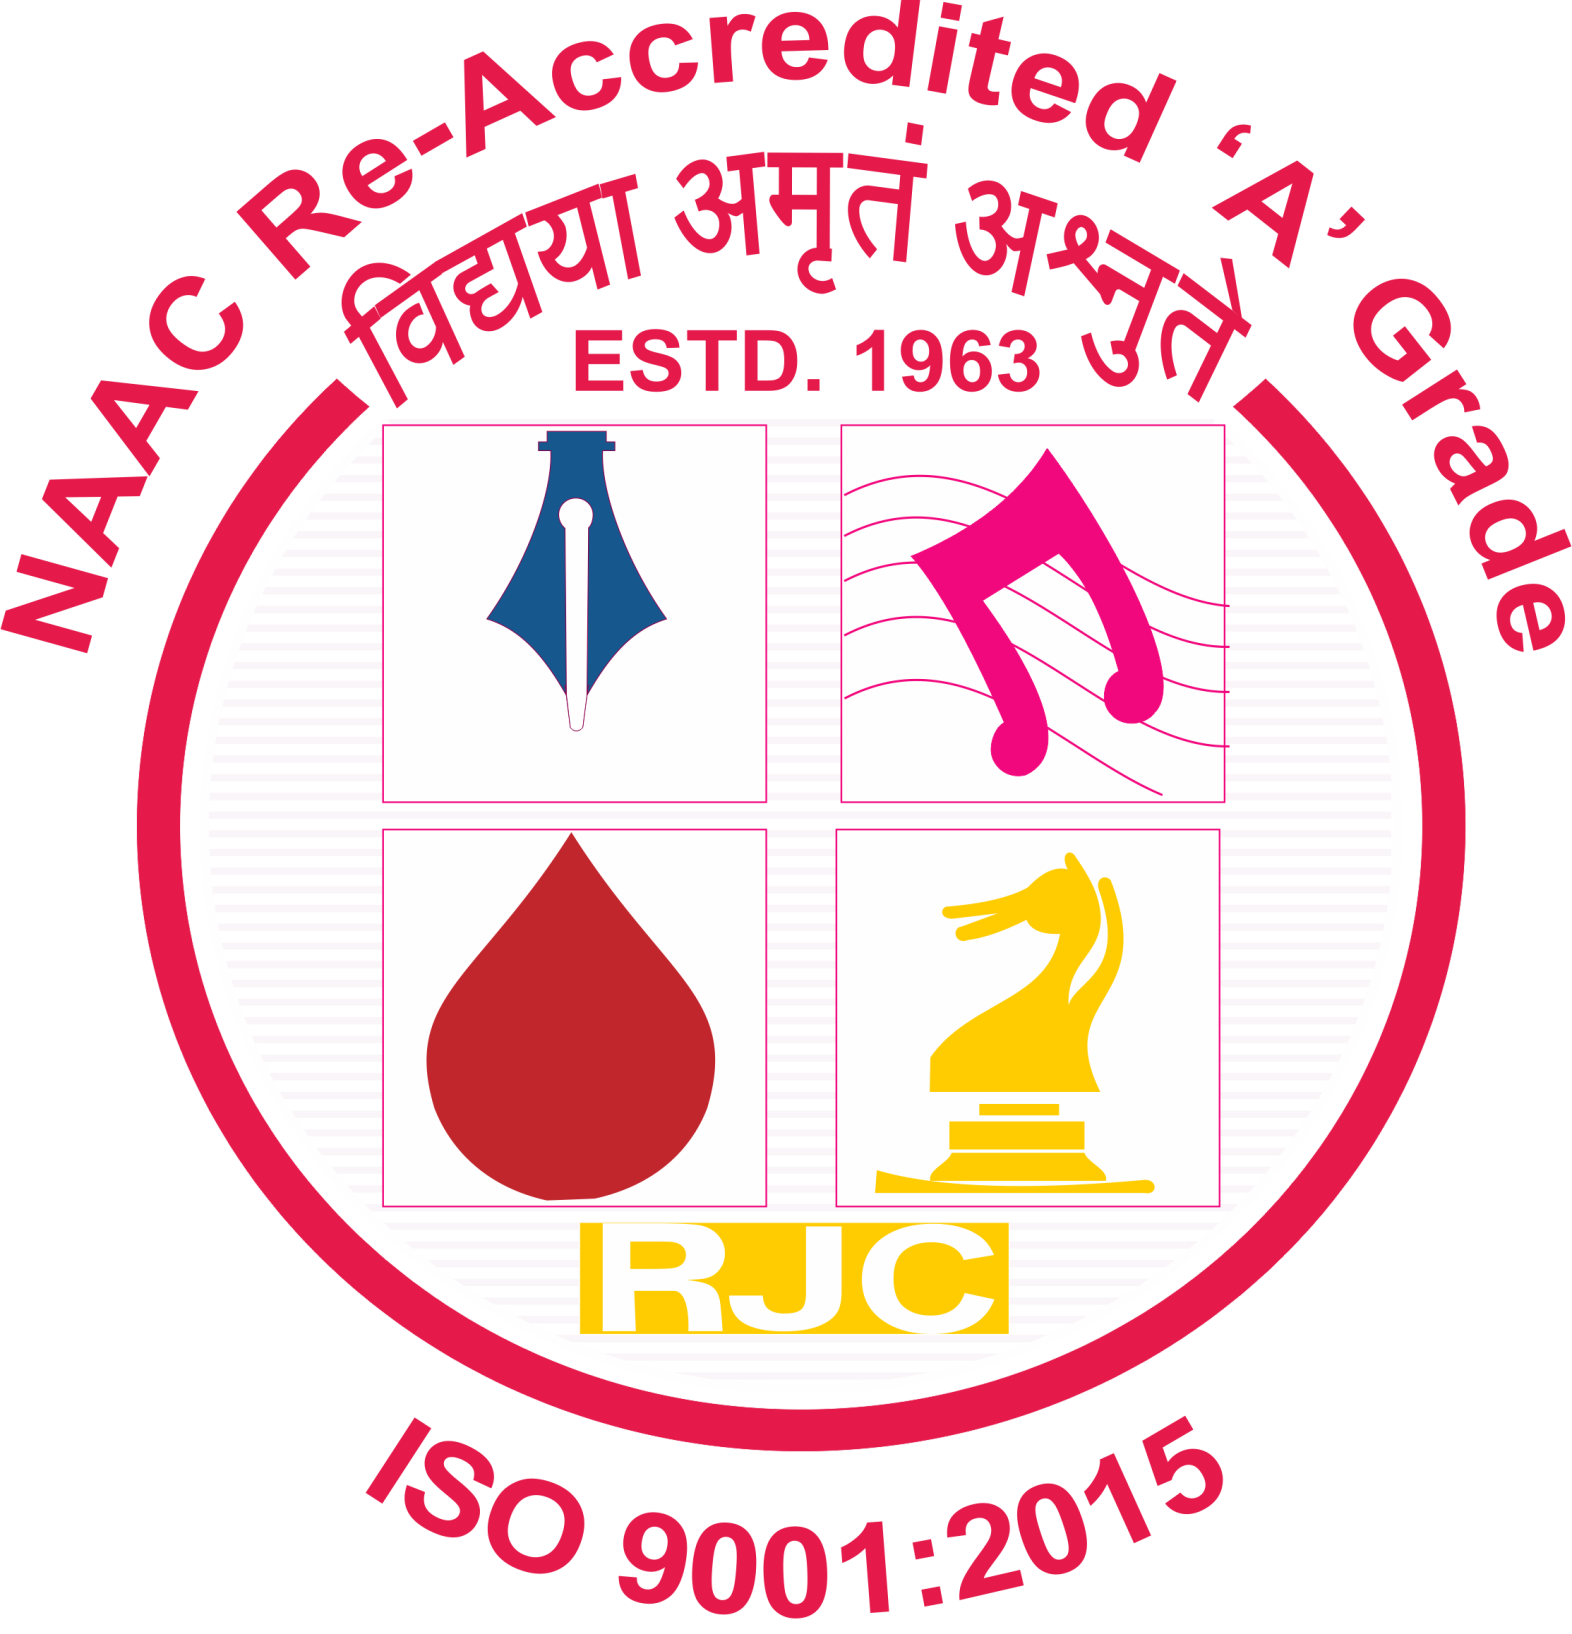 NAAC Re-Accredited ‘A’ Grade
विद्यया अमृतं अश्नुते
ESTD. 1963
RJC
ISO 9001:2015